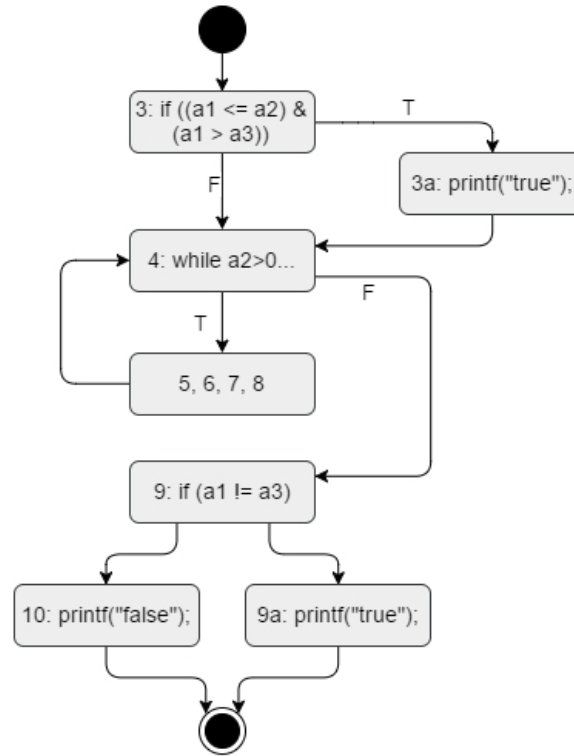 3: if ((a1 <= a2) &
(a1 > a3))
T
3a: printf("true");
F
4: while a2>0...
F
T
5, 6, 7, 8
9: if (a1 != a3)
10: printf("false");
9a: printf("true");